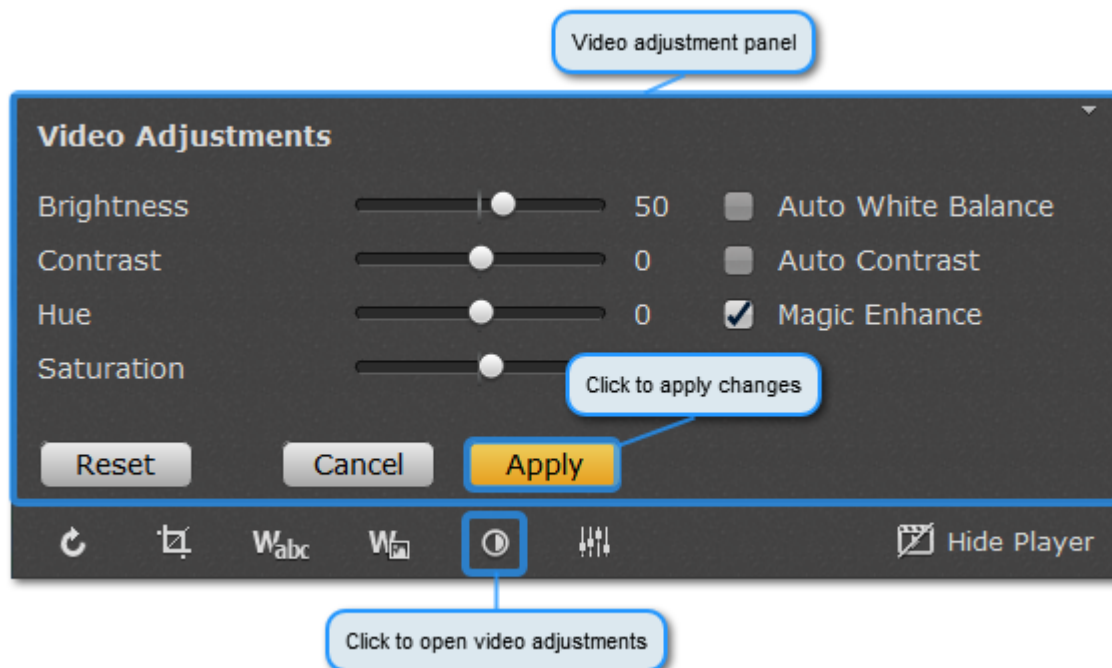 Video adjustment panel
Video Adjustments
Brightness 50 Auto White Balance
Contrast 0 Auto Contrast
Hue 0 Magic Enhance
Saturation
Click to apply changes
Reset Cancel Apply
Wabc W Hide Player
Click to open video adjustments